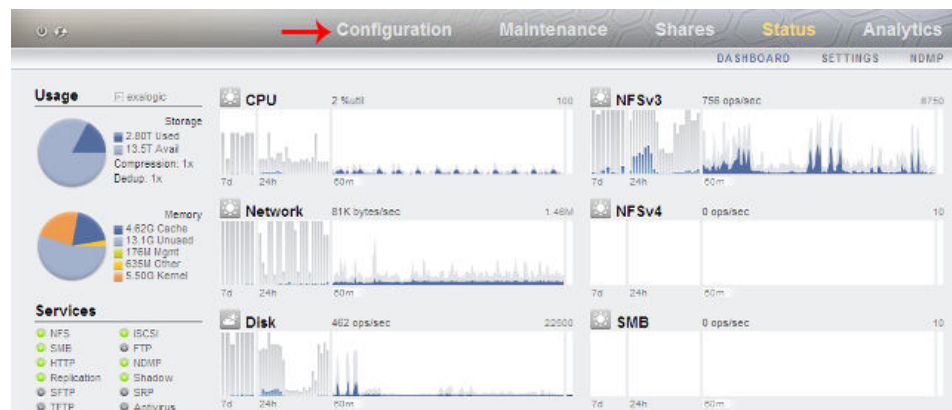 Configuration Maintenance Shares Status Analytics
DASHBOARD SETTINGS NDMP
Usage exalogic
Storage
2.80T Used
13.5T Avail
Compression: 1x
Dedup: 1x
Memory
4.62G Cache
13.1G Unused
176M Mgmt
635M Other
5.50G Kernel
Services
NFS iSCSI
SMB FTP
HTTP NDMP
Replication Shadow
SFTP SRP
TFTP Antivirus
CPU 2 %util 100
7d 24h 60m
Network 81K bytes/sec 1.46M
7d 24h 60m
Disk 462 ops/sec 22600
7d 24h 60m
NFSv3 756 ops/sec 8750
7d 24h 60m
NFSv4 0 ops/sec 10
7d 24h 60m
SMB 0 ops/sec 10
7d 24h 60m